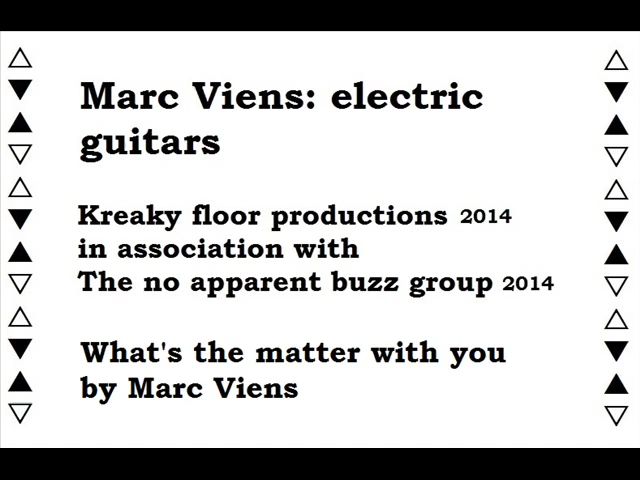 Marc Viens: electric
guitars
Kreaky floor productions 2014
in association with
The no apparent buzz group 2014
What's the matter with you
by Marc Viens